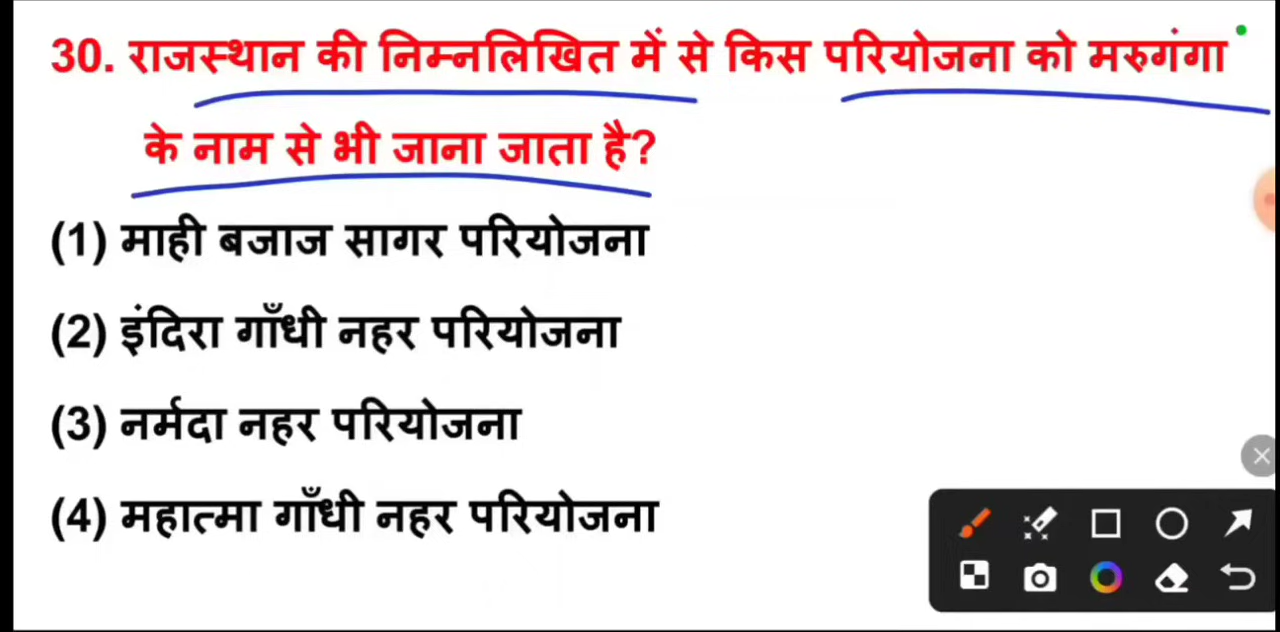 30. राजस्थान की निम्नलिखित में से किस परियोजना को मरुगंगा
के नाम से भी जाना जाता है?
(1) माही बजाज सागर परियोजना
(2) इंदिरा गाँधी नहर परियोजना
(3) नर्मदा नहर परियोजना
(4) महात्मा गाँधी नहर परियोजना